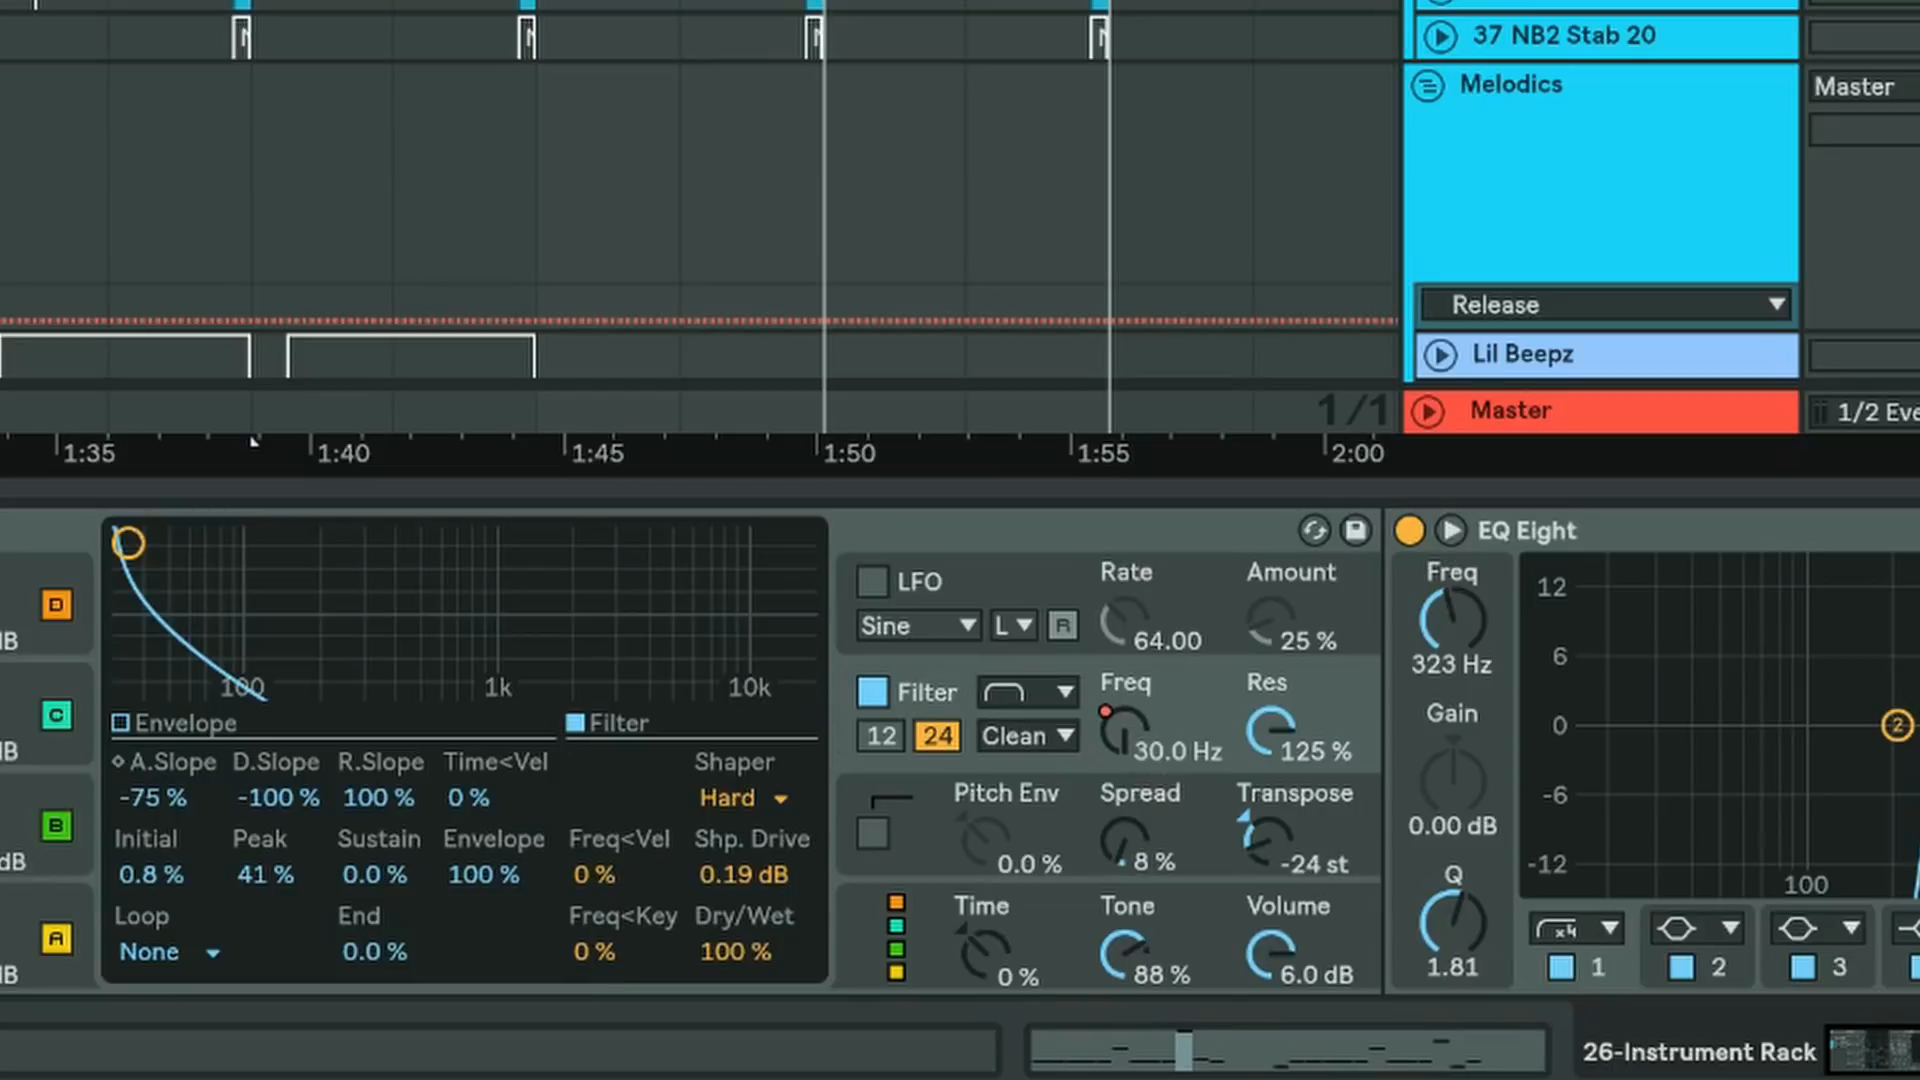 37 NB2 Stab 20
Melodics
Master
Release
Lil Beepz
1/1
Master
1/2 Eve
1:35
1:40
1:45
1:50
1:55
2:00
EQ Eight
LFO
Rate
Amount
Sine
L
R
64.00
25 %
Freq
323 Hz
12
6
0
-6
-12
100
2
D
dB
100
1k
10k
Filter
Freq
Res
12
24
Clean
30.0 Hz
125 %
Gain
0.00 dB
C
dB
Envelope
Filter
A.Slope
D.Slope
R.Slope
Time<Vel
Shaper
-75 %
-100 %
100 %
0 %
Hard
Pitch Env
Spread
Transpose
0.0 %
8 %
-24 st
B
dB
Initial
Peak
Sustain
Envelope
Freq<Vel
Shp. Drive
0.8 %
41 %
0.0 %
100 %
0 %
0.19 dB
Q
1.81
A
dB
Loop
End
Freq<Key
Dry/Wet
None
0.0 %
0 %
100 %
Time
Tone
Volume
0 %
88 %
6.0 dB
x4
1
2
3
26-Instrument Rack